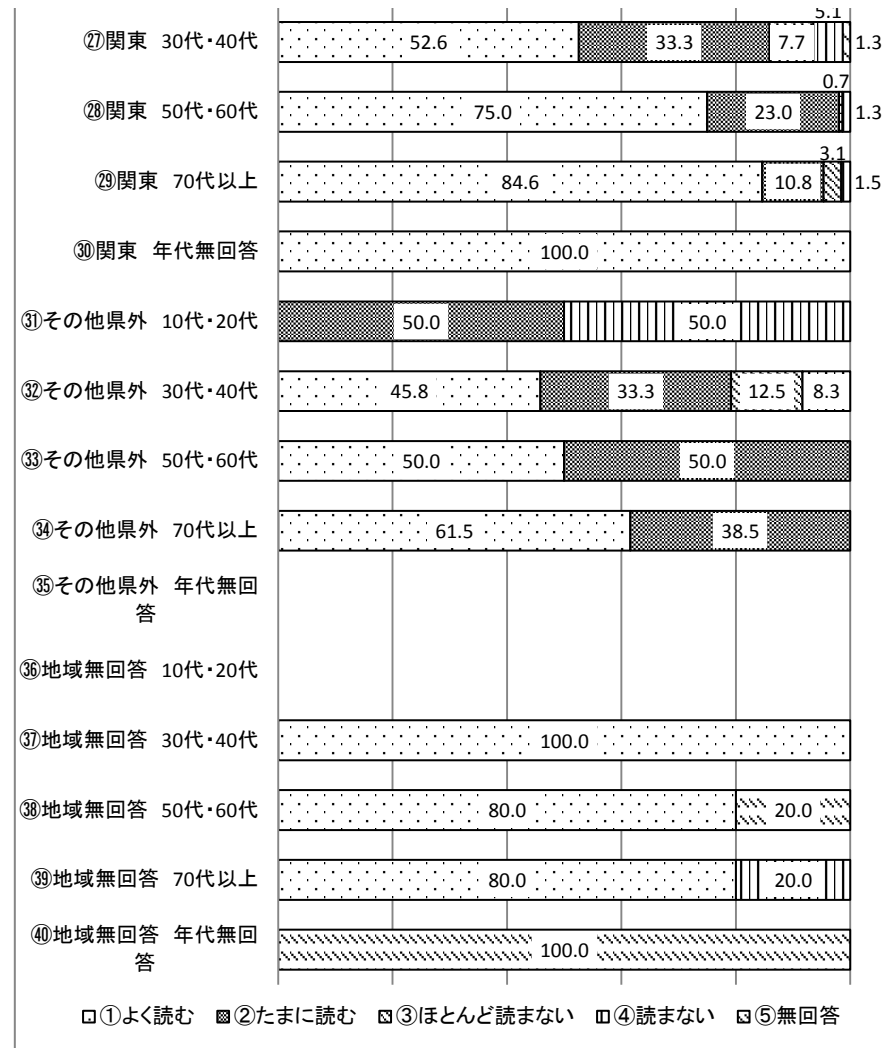 5.1
㉗関東 30代・40代 52.6 33.3 7.7 1.3
0.7
㉘関東 50代・60代 75.0 23.0 1.3
3.1
㉙関東 70代以上 84.6 10.8 1.5
㉚関東 年代無回答 100.0
㉛その他県外 10代・20代 50.0 50.0
㉜その他県外 30代・40代 45.8 33.3 12.5 8.3
㉝その他県外 50代・60代 50.0 50.0
㉞その他県外 70代以上 61.5 38.5
㉟その他県外 年代無回
答
㊱地域無回答 10代・20代
㊲地域無回答 30代・40代 100.0
㊳地域無回答 50代・60代 80.0 20.0
㊴地域無回答 70代以上 80.0 20.0
㊵地域無回答 年代無回
答 100.0
①よく読む ②たまに読む ③ほとんど読まない ④読まない ⑤無回答